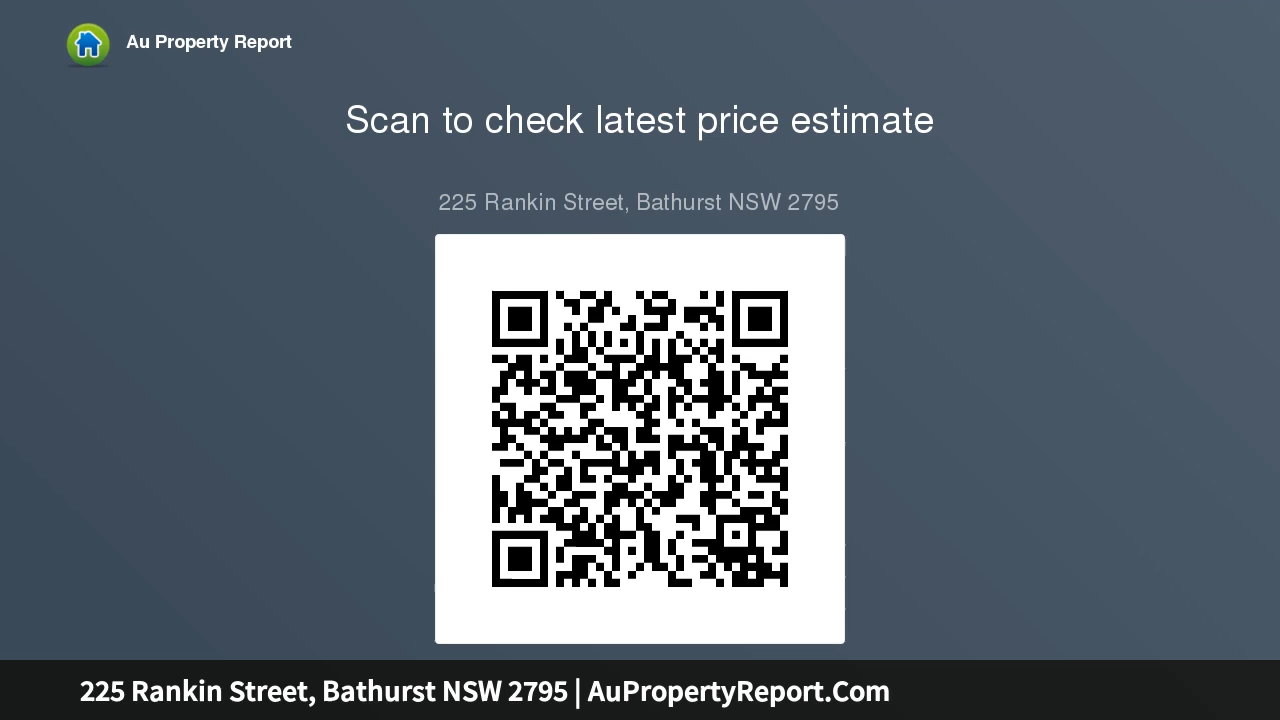 Au Property Report
Scan to check latest price estimate
225 Rankin Street, Bathurst NSW 2795
225 Rankin Street, Bathurst NSW 2795 | AuPropertyReport.Com